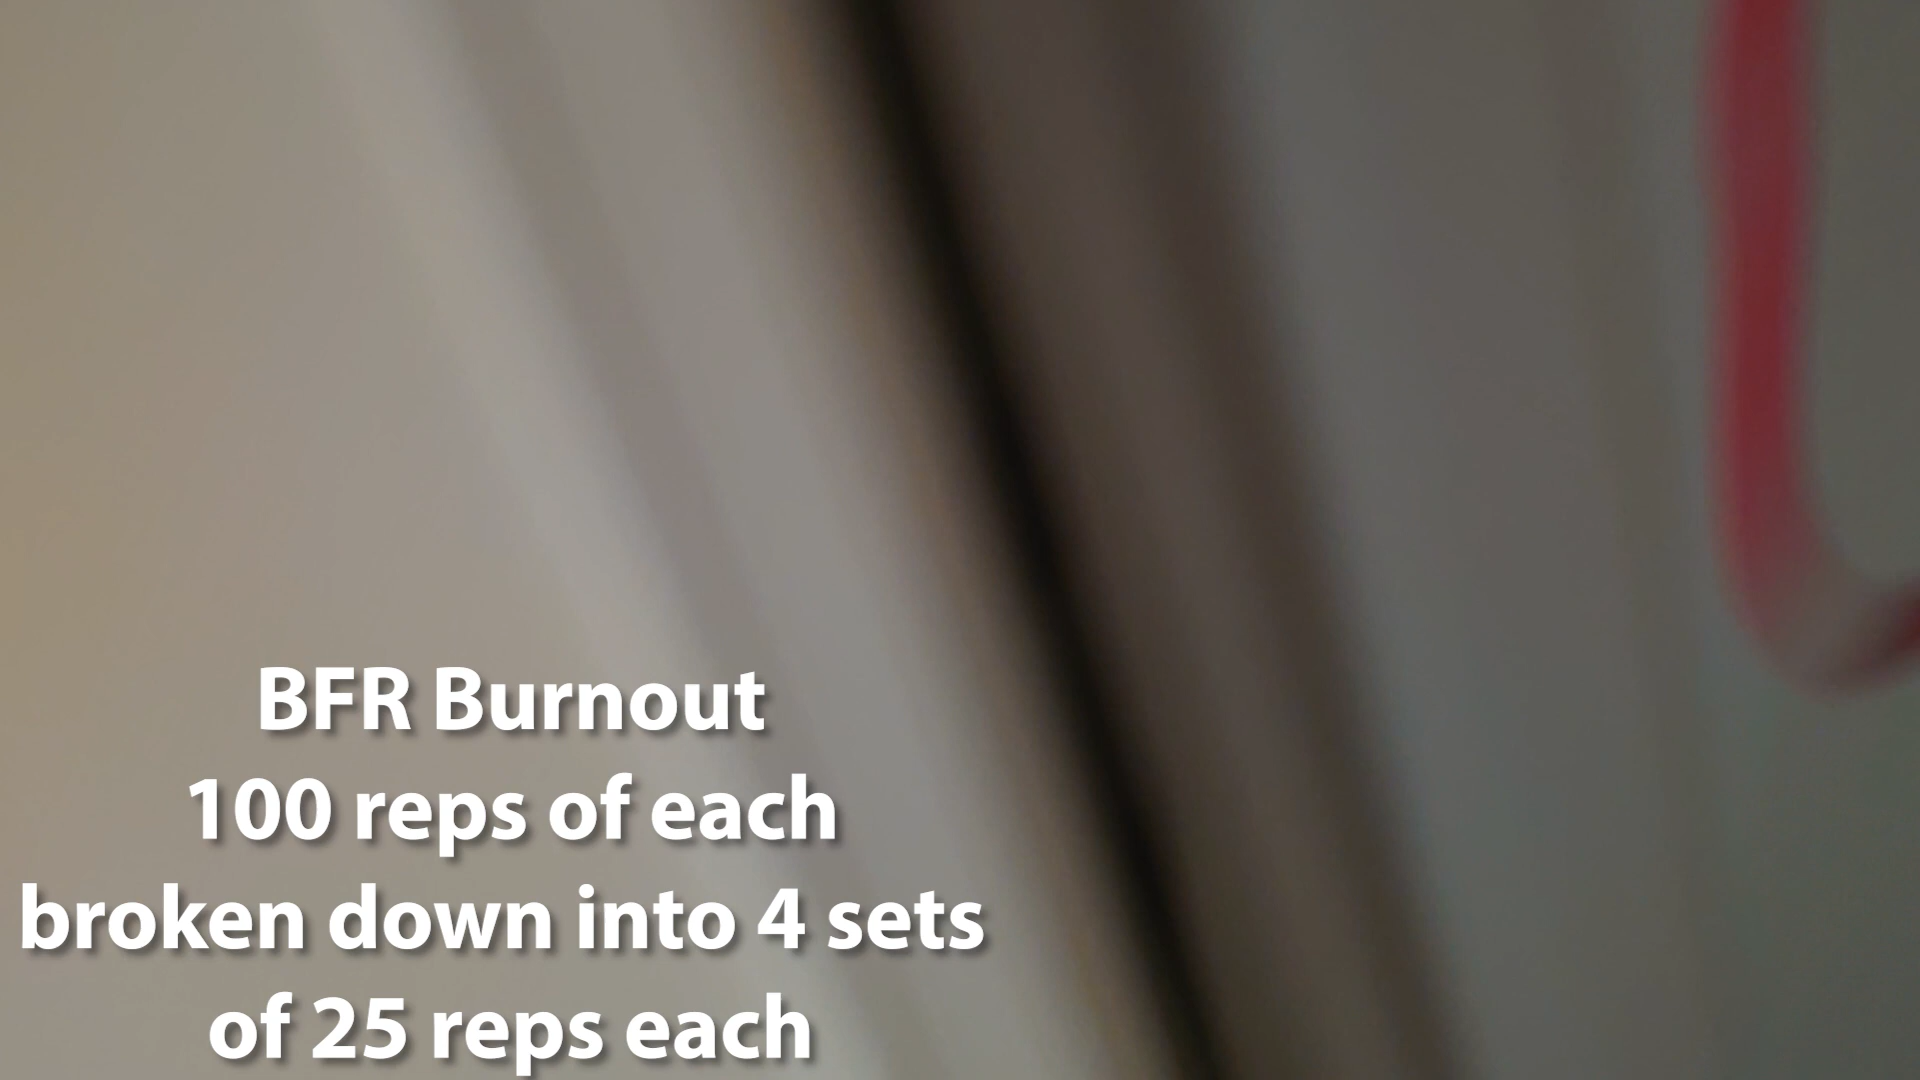 BFR Burnout
100 reps of each
broken down into 4 sets
of 25 reps each